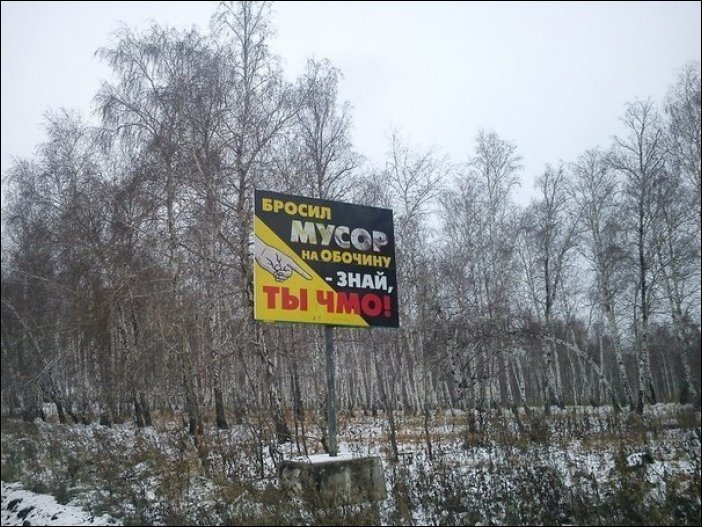 БРОСИЛ
МУСОР
НА ОБОЧИНУ
- ЗНАЙ,
ТЫ ЧМО!